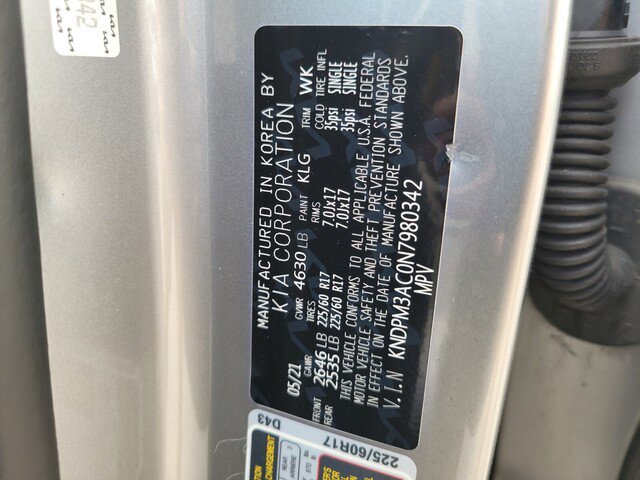 MANUFACTURED IN KOREA BY
KIA CORPORATION
05/21 GVWR 4630 LB PAINT KLG TRIM WK
GAWR TIRES RIMS COLD TIRE INFL
FRONT 2646 LB 225/60 R17 7.0Jx17 35psi SINGLE
REAR 2535 LB 225/60 R17 7.0Jx17 35psi SINGLE
THIS VEHICLE CONFORMS TO ALL APPLICABLE U.S.A. FEDERAL
MOTOR VEHICLE SAFETY AND THEFT PREVENTION STANDARDS
IN EFFECT ON THE DATE OF MANUFACTURE SHOWN ABOVE.
V.I.N KNDPM3AC0N7980342
MPV
D43
225/60R17
REAR
ARRIERE